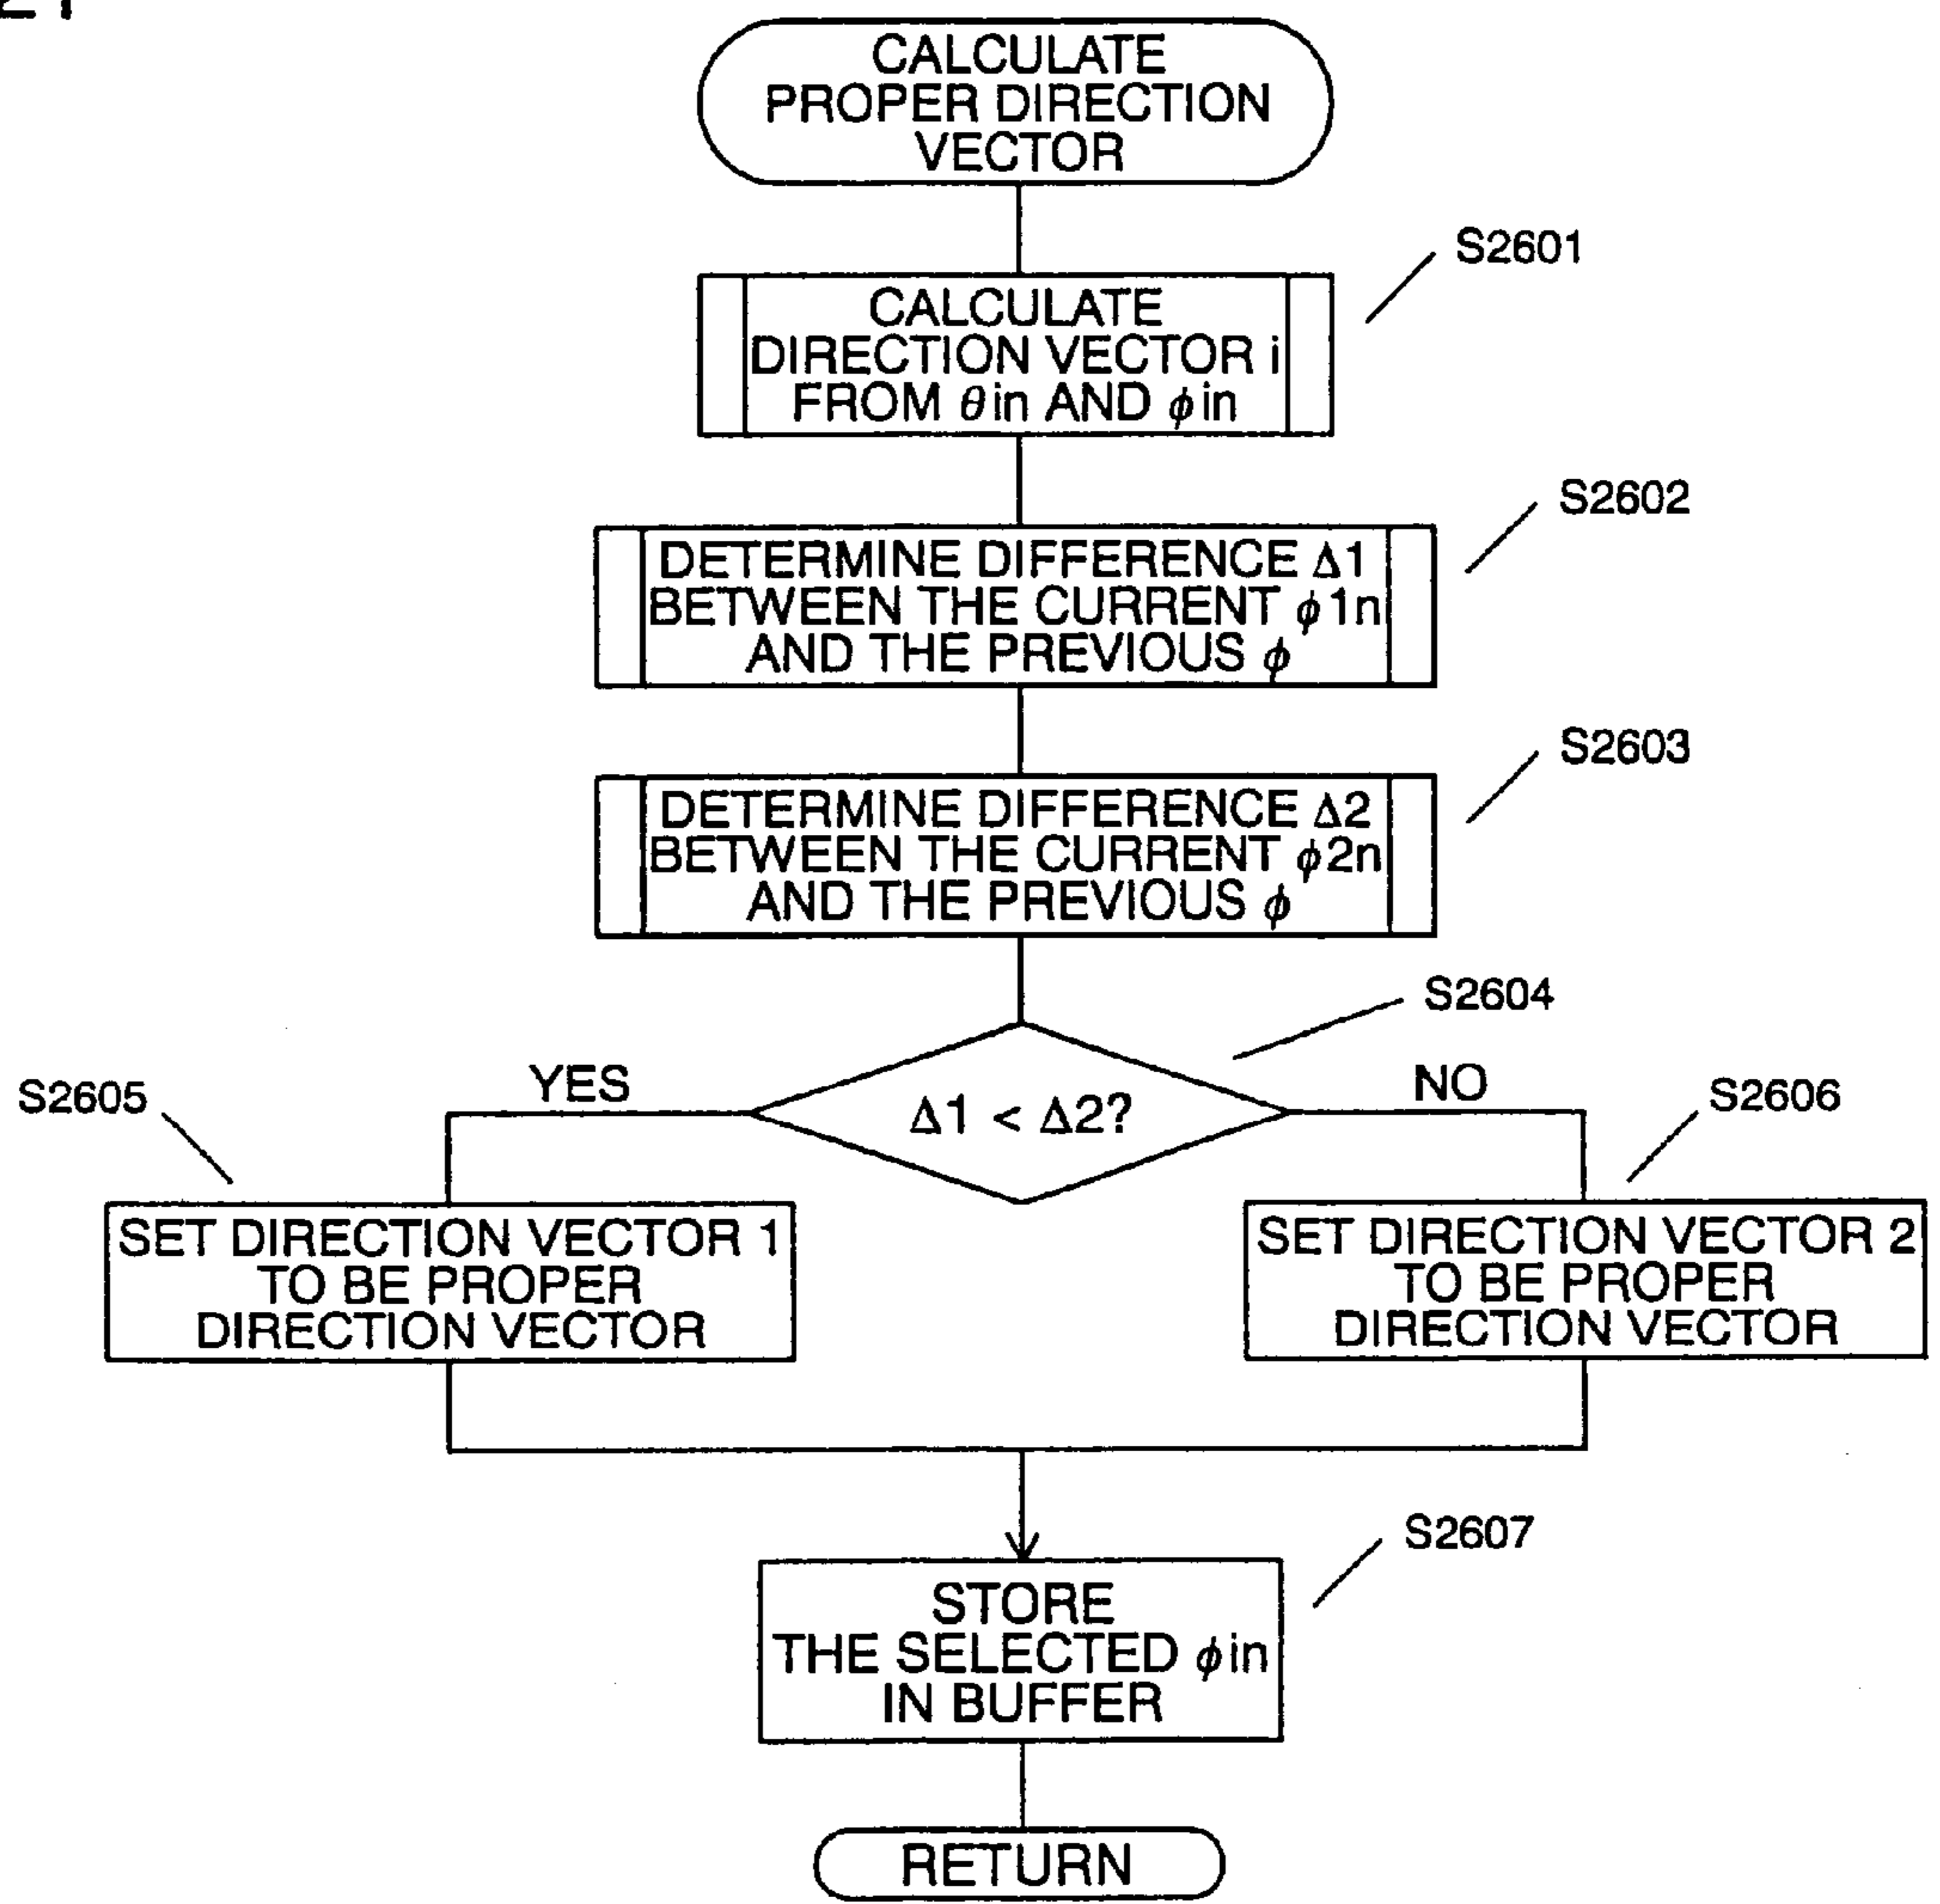 CALCULATE
PROPER DIRECTION
VECTOR
S2601
CALCULATE
DIRECTION VECTOR i
FROM θin AND ϕin
S2602
DETERMINE DIFFERENCE Δ1
BETWEEN THE CURRENT ϕ1n
AND THE PREVIOUS ϕ
S2603
DETERMINE DIFFERENCE Δ2
BETWEEN THE CURRENT ϕ2n
AND THE PREVIOUS ϕ
S2604
YES
Δ1 < Δ2?
NO
S2605
S2606
SET DIRECTION VECTOR 1
TO BE PROPER
DIRECTION VECTOR
SET DIRECTION VECTOR 2
TO BE PROPER
DIRECTION VECTOR
S2607
STORE
THE SELECTED ϕin
IN BUFFER
RETURN